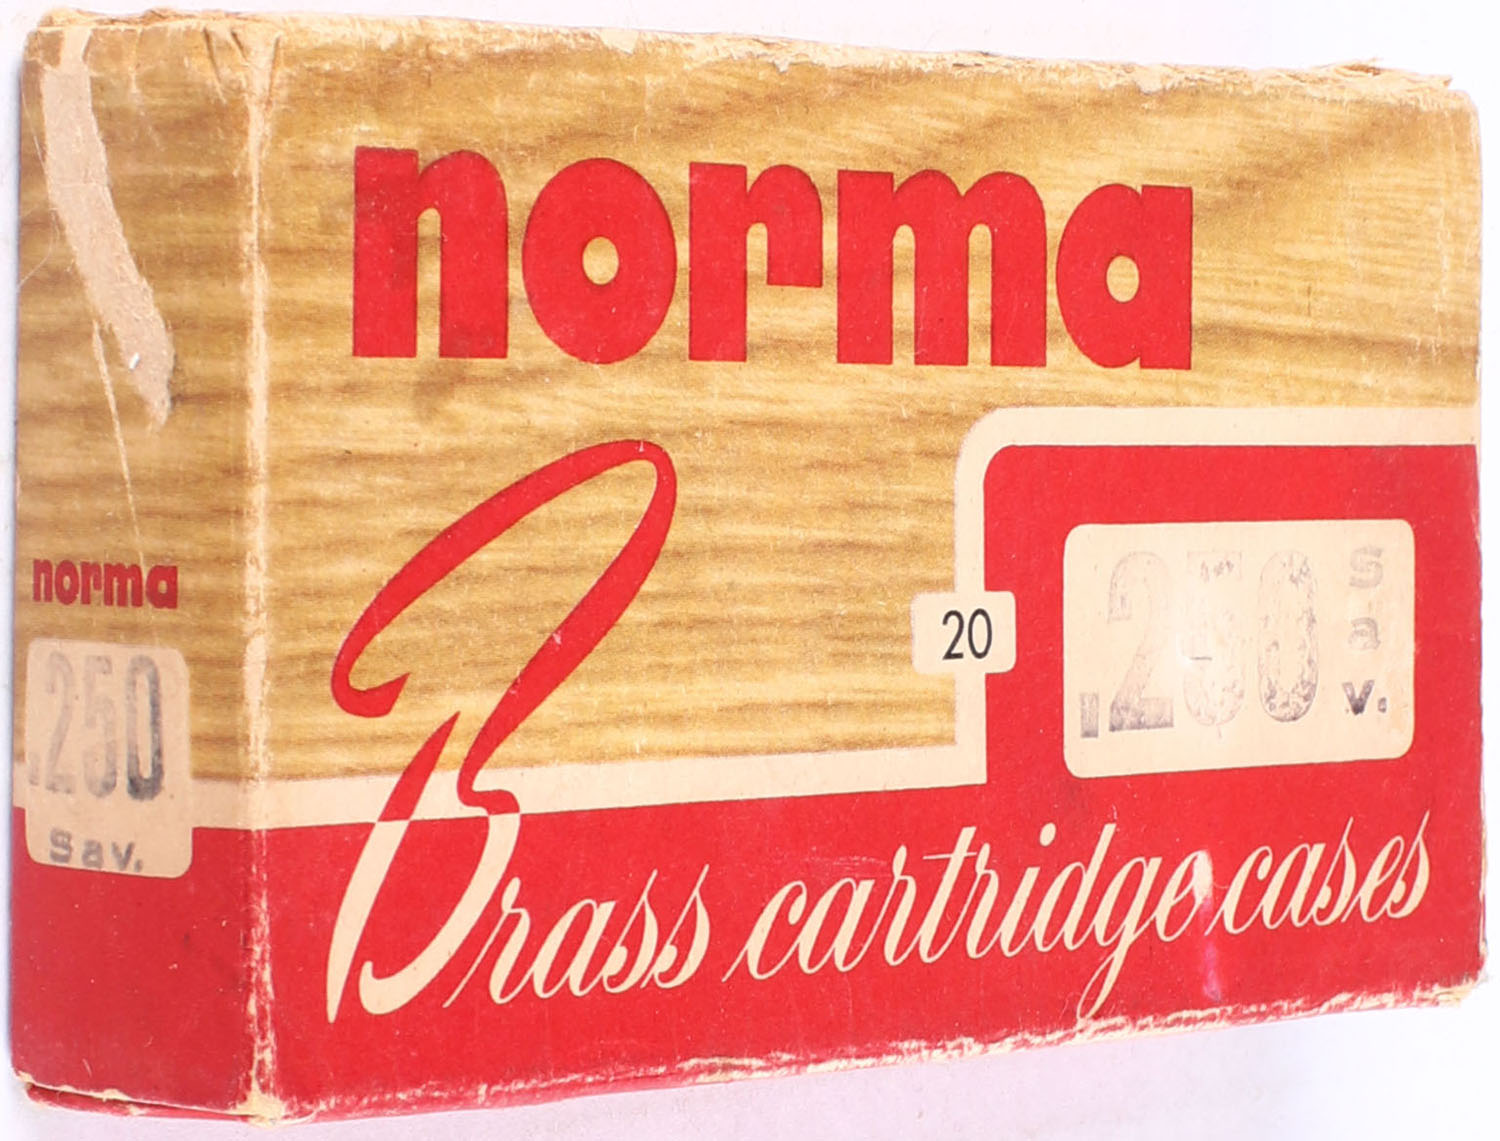 norma
20
.250 Sav.
Brass cartridge cases
norma
.250
Sav.